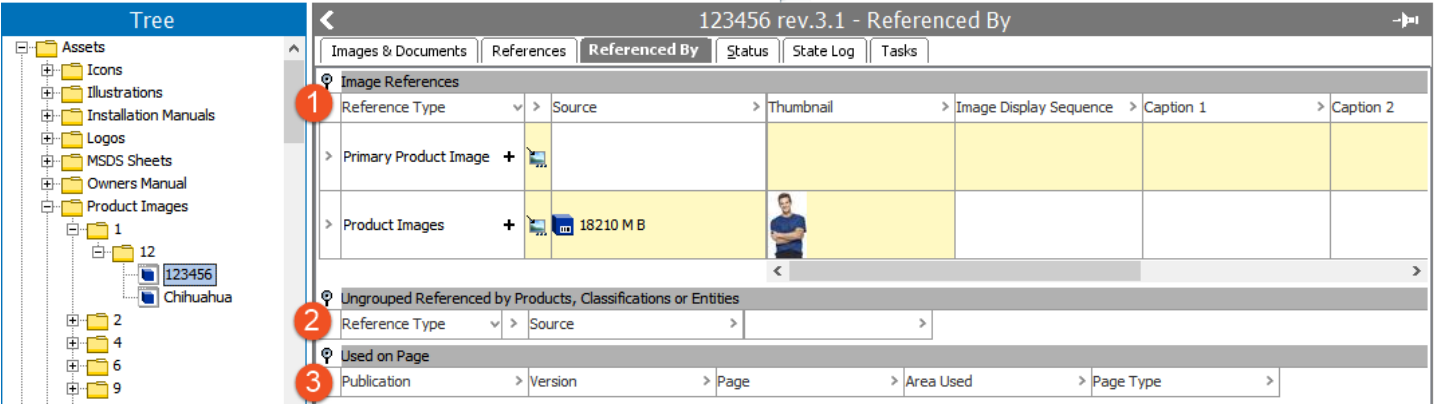 Tree
Assets
Icons
Illustrations
Installation Manuals
Logos
MSDS Sheets
Owners Manual
Product Images
1
12
123456
Chihuahua
2
4
6
9
123456 rev.3.1 - Referenced By
Images & Documents References Referenced By Status State Log Tasks
Image References
1
Reference Type > Source > Thumbnail > Image Display Sequence > Caption 1 > Caption 2
> Primary Product Image +
> Product Images + 18210 M B
< >
Ungrouped Referenced by Products, Classifications or Entities
2
Reference Type > Source > >
Used on Page
3
Publication > Version > Page > Area Used > Page Type >